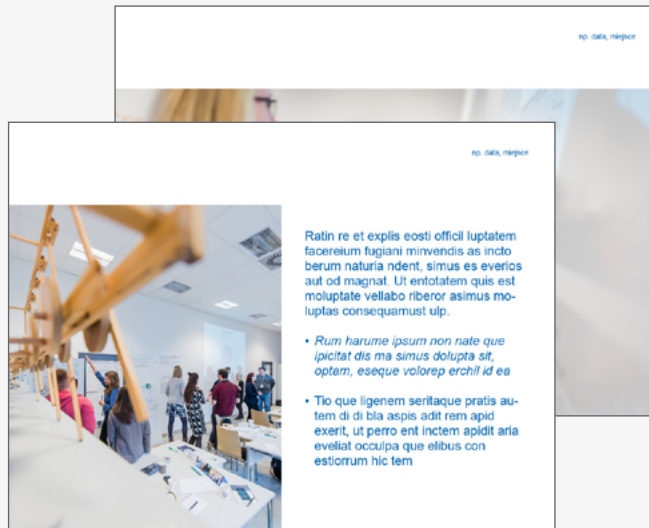 np. data, miejsce
np. data, miejsce
Ratin re et explis eosti officil luptatem
facereium fugiani minvendis as incto
berum naturia ndent, simus es everios
aut od magnat. Ut entotatem quis est
moluptate vellabo riberor asimus mo-
luptas consequamust ulp.
• Rum harume ipsum non nate que
ipicitat dis ma simus dolupta sit,
optam, eseque volorep erchil id ea
• Tio que ligenem seritaque pratis au-
tem di di bla aspis adit rem apid
exerit, ut perro ent inctem apidit aria
eveliat occulpa que elibus con
estiorrum hic tem